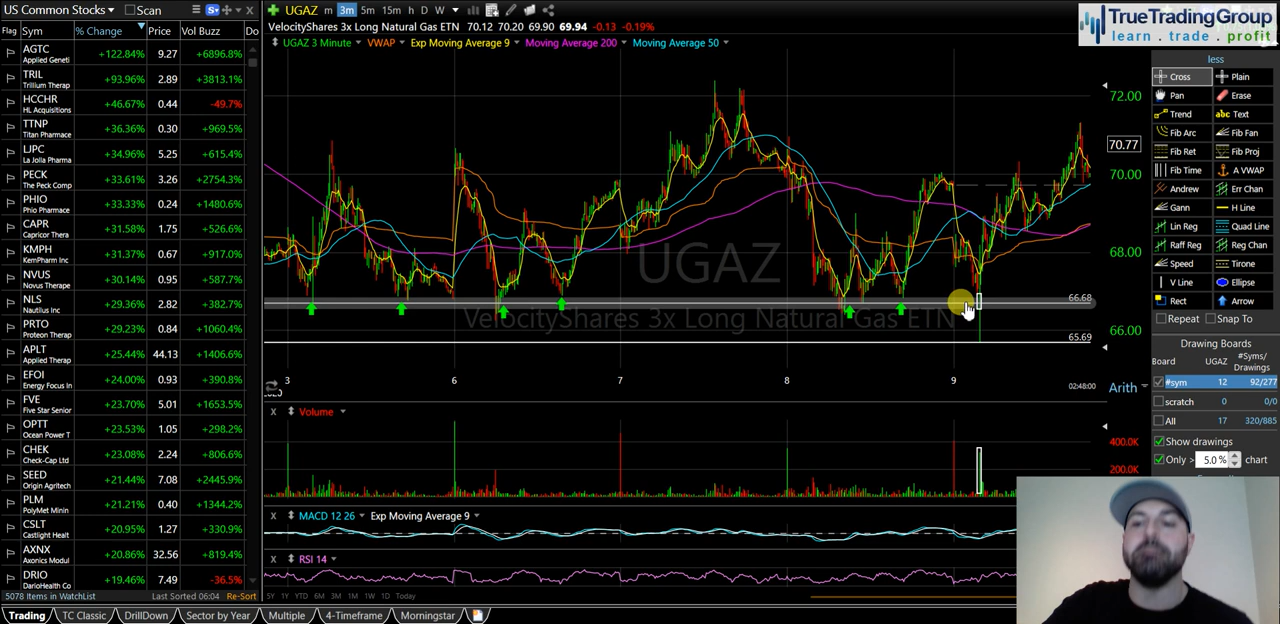 US Common Stocks Scan
UGAZ m 3m 5m 15m h D W
TrueTradingGroup
learn . trade . profit
Flag Sym % Change Price Vol Buzz Do
VelocityShares 3x Long Natural Gas ETN 70.12 70.20 69.90 69.94 -0.13 -0.19%
UGAZ 3 Minute VWAP Exp Moving Average 9 Moving Average 200 Moving Average 50
AGTC +122.84% 9.27 +6896.8%
Applied Geneti
TRIL +93.96% 2.89 +3813.1%
Trillium Therap
HCCHR +46.67% 0.44 -49.7%
HL Acquisitions
TTNP +36.36% 0.30 +969.5%
Titan Pharmace
LJPC +34.96% 5.25 +615.4%
La Jolla Pharma
PECK +33.61% 3.26 +2754.3%
The Peck Comp
PHIO +33.33% 0.24 +1480.6%
Phio Pharmace
CAPR +31.58% 1.75 +526.6%
Capricor Thera
KMPH +31.37% 0.67 +917.0%
KemPharm Inc
NVUS +30.14% 0.95 +587.7%
Novus Therape
NLS +29.36% 2.82 +382.7%
Nautilus Inc
PRTO +29.23% 0.84 +1060.4%
Proteon Therap
APLT +25.44% 44.13 +1406.6%
Applied Therap
EFOI +24.00% 0.93 +390.8%
Energy Focus In
FVE +23.70% 5.01 +1653.5%
Five Star Senior
OPTT +23.53% 1.05 +298.2%
Ocean Power T
CHEK +23.08% 2.24 +806.6%
Check-Cap Ltd
SEED +21.44% 7.08 +2445.9%
Origin Agritech
PLM +21.21% 0.40 +1344.2%
PolyMet Minin
CSLT +20.95% 1.27 +330.9%
Castlight Healt
AXNX +20.86% 32.56 +819.4%
Axonics Modul
DRIO +19.46% 7.49 -36.5%
DarioHealth Co
5078 Items in WatchList Last Sorted 06:04 Re-Sort
72.00
70.77
70.00
68.00
66.00
66.68
65.69
UGAZ
VelocityShares 3x Long Natural Gas ETN
3 6 7 8 9 02:48:00 Arith
Volume
400.0K
200.0K
MACD 12 26 Exp Moving Average 9
RSI 14
5Y 1Y YTD 6M 3M 1M 1W 1D Today
less
Cross Plain
Pan Erase
Trend abc Text
Fib Arc Fib Fan
Fib Ret Fib Proj
Fib Time A VWAP
Andrew Err Chan
Gann H Line
Lin Reg Quad Line
Raff Reg Reg Chan
Speed Tirone
V Line Ellipse
Rect Arrow
Repeat Snap To
Drawing Boards
Board UGAZ #Syms/Drawings
#sym 12 92/277
scratch 0 0/0
All 17 320/885
Show drawings
Only > 5.0 % chart
Trading TC Classic DrillDown Sector by Year Multiple 4-Timeframe Morningstar